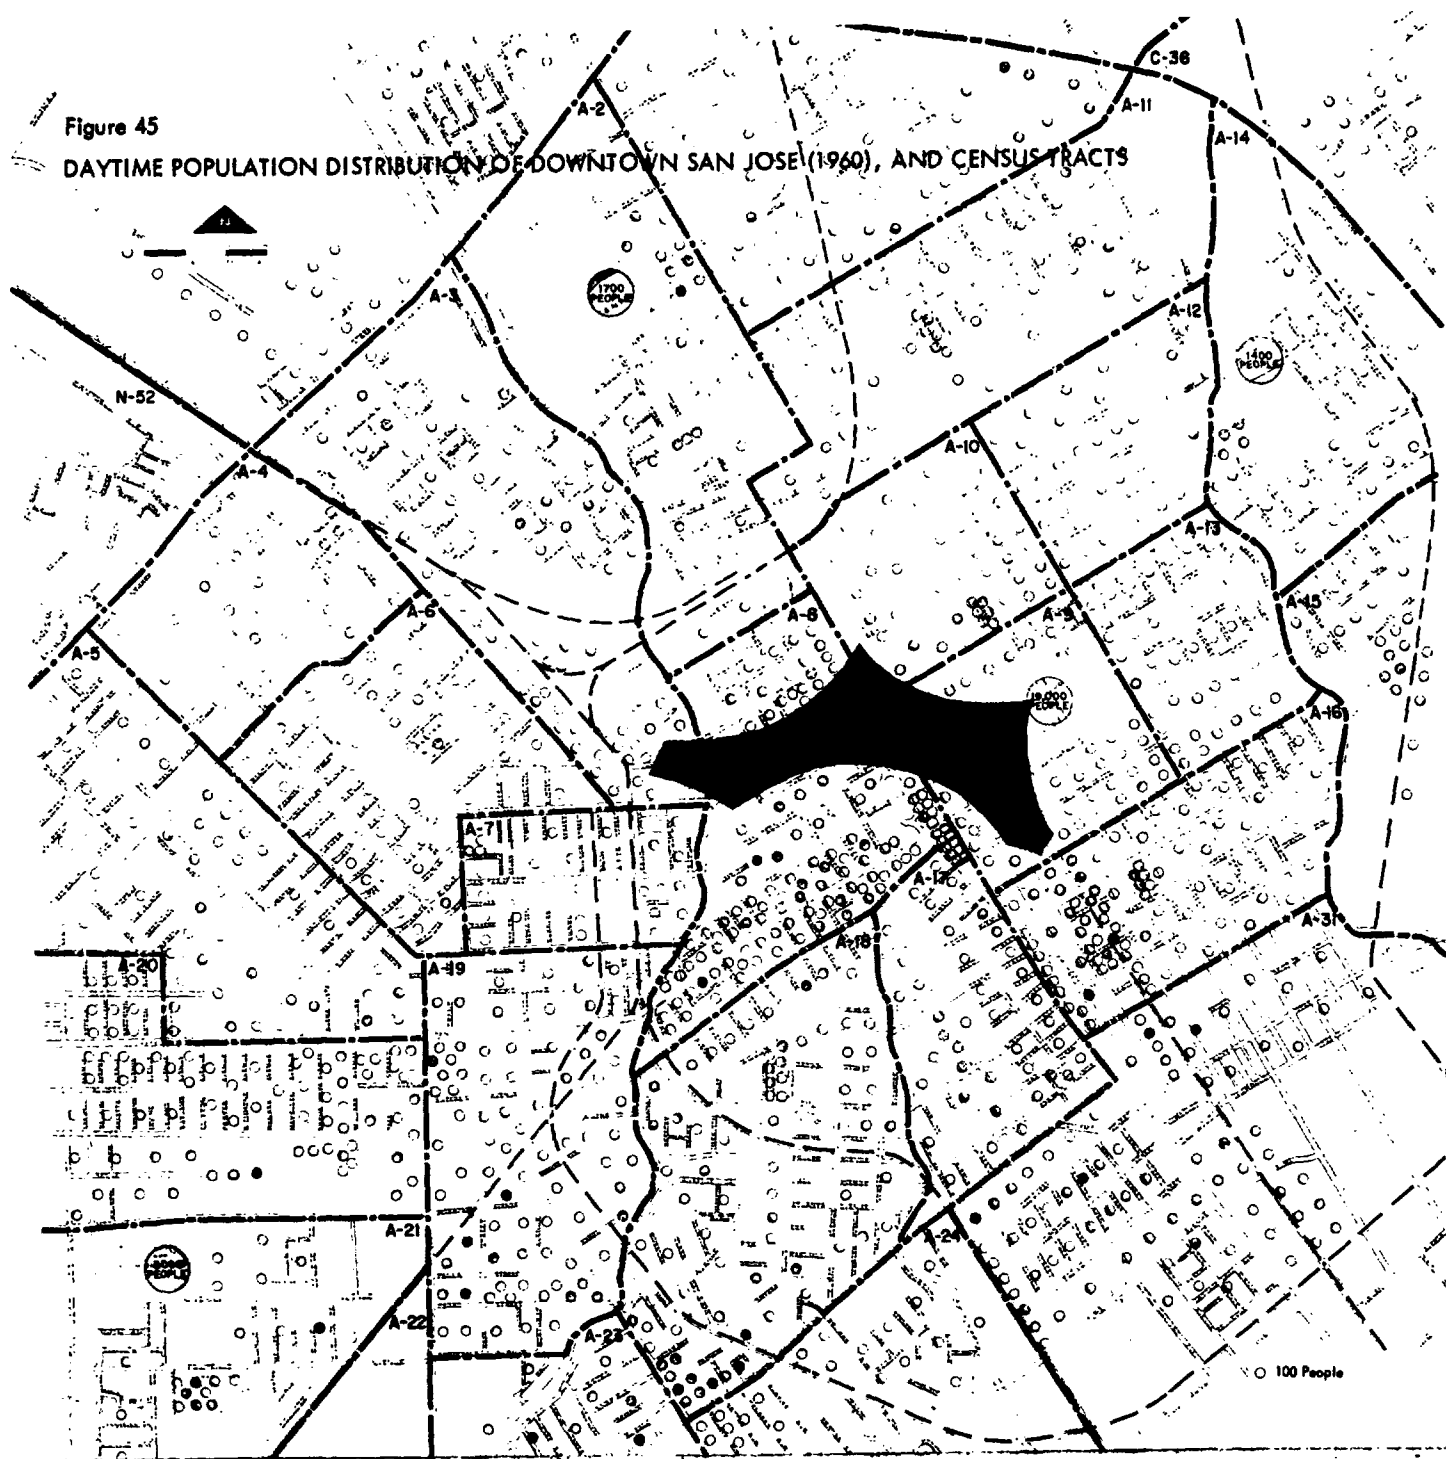 Figure 45
DAYTIME POPULATION DISTRIBUTION OF DOWNTOWN SAN JOSE (1960), AND CENSUS TRACTS
C-36
A-2
A-11
A-14
N
A-3
1700
PEOPLE
A-12
1400
PEOPLE
N-52
A-4
A-10
A-13
A-6
A-8
A-9
A-15
A-5
19,000
PEOPLE
A-16
A-7
A-17
A-18
A-31
A-20
A-19
A-21
PEOPLE
A-24
A-22
A-23
100 People